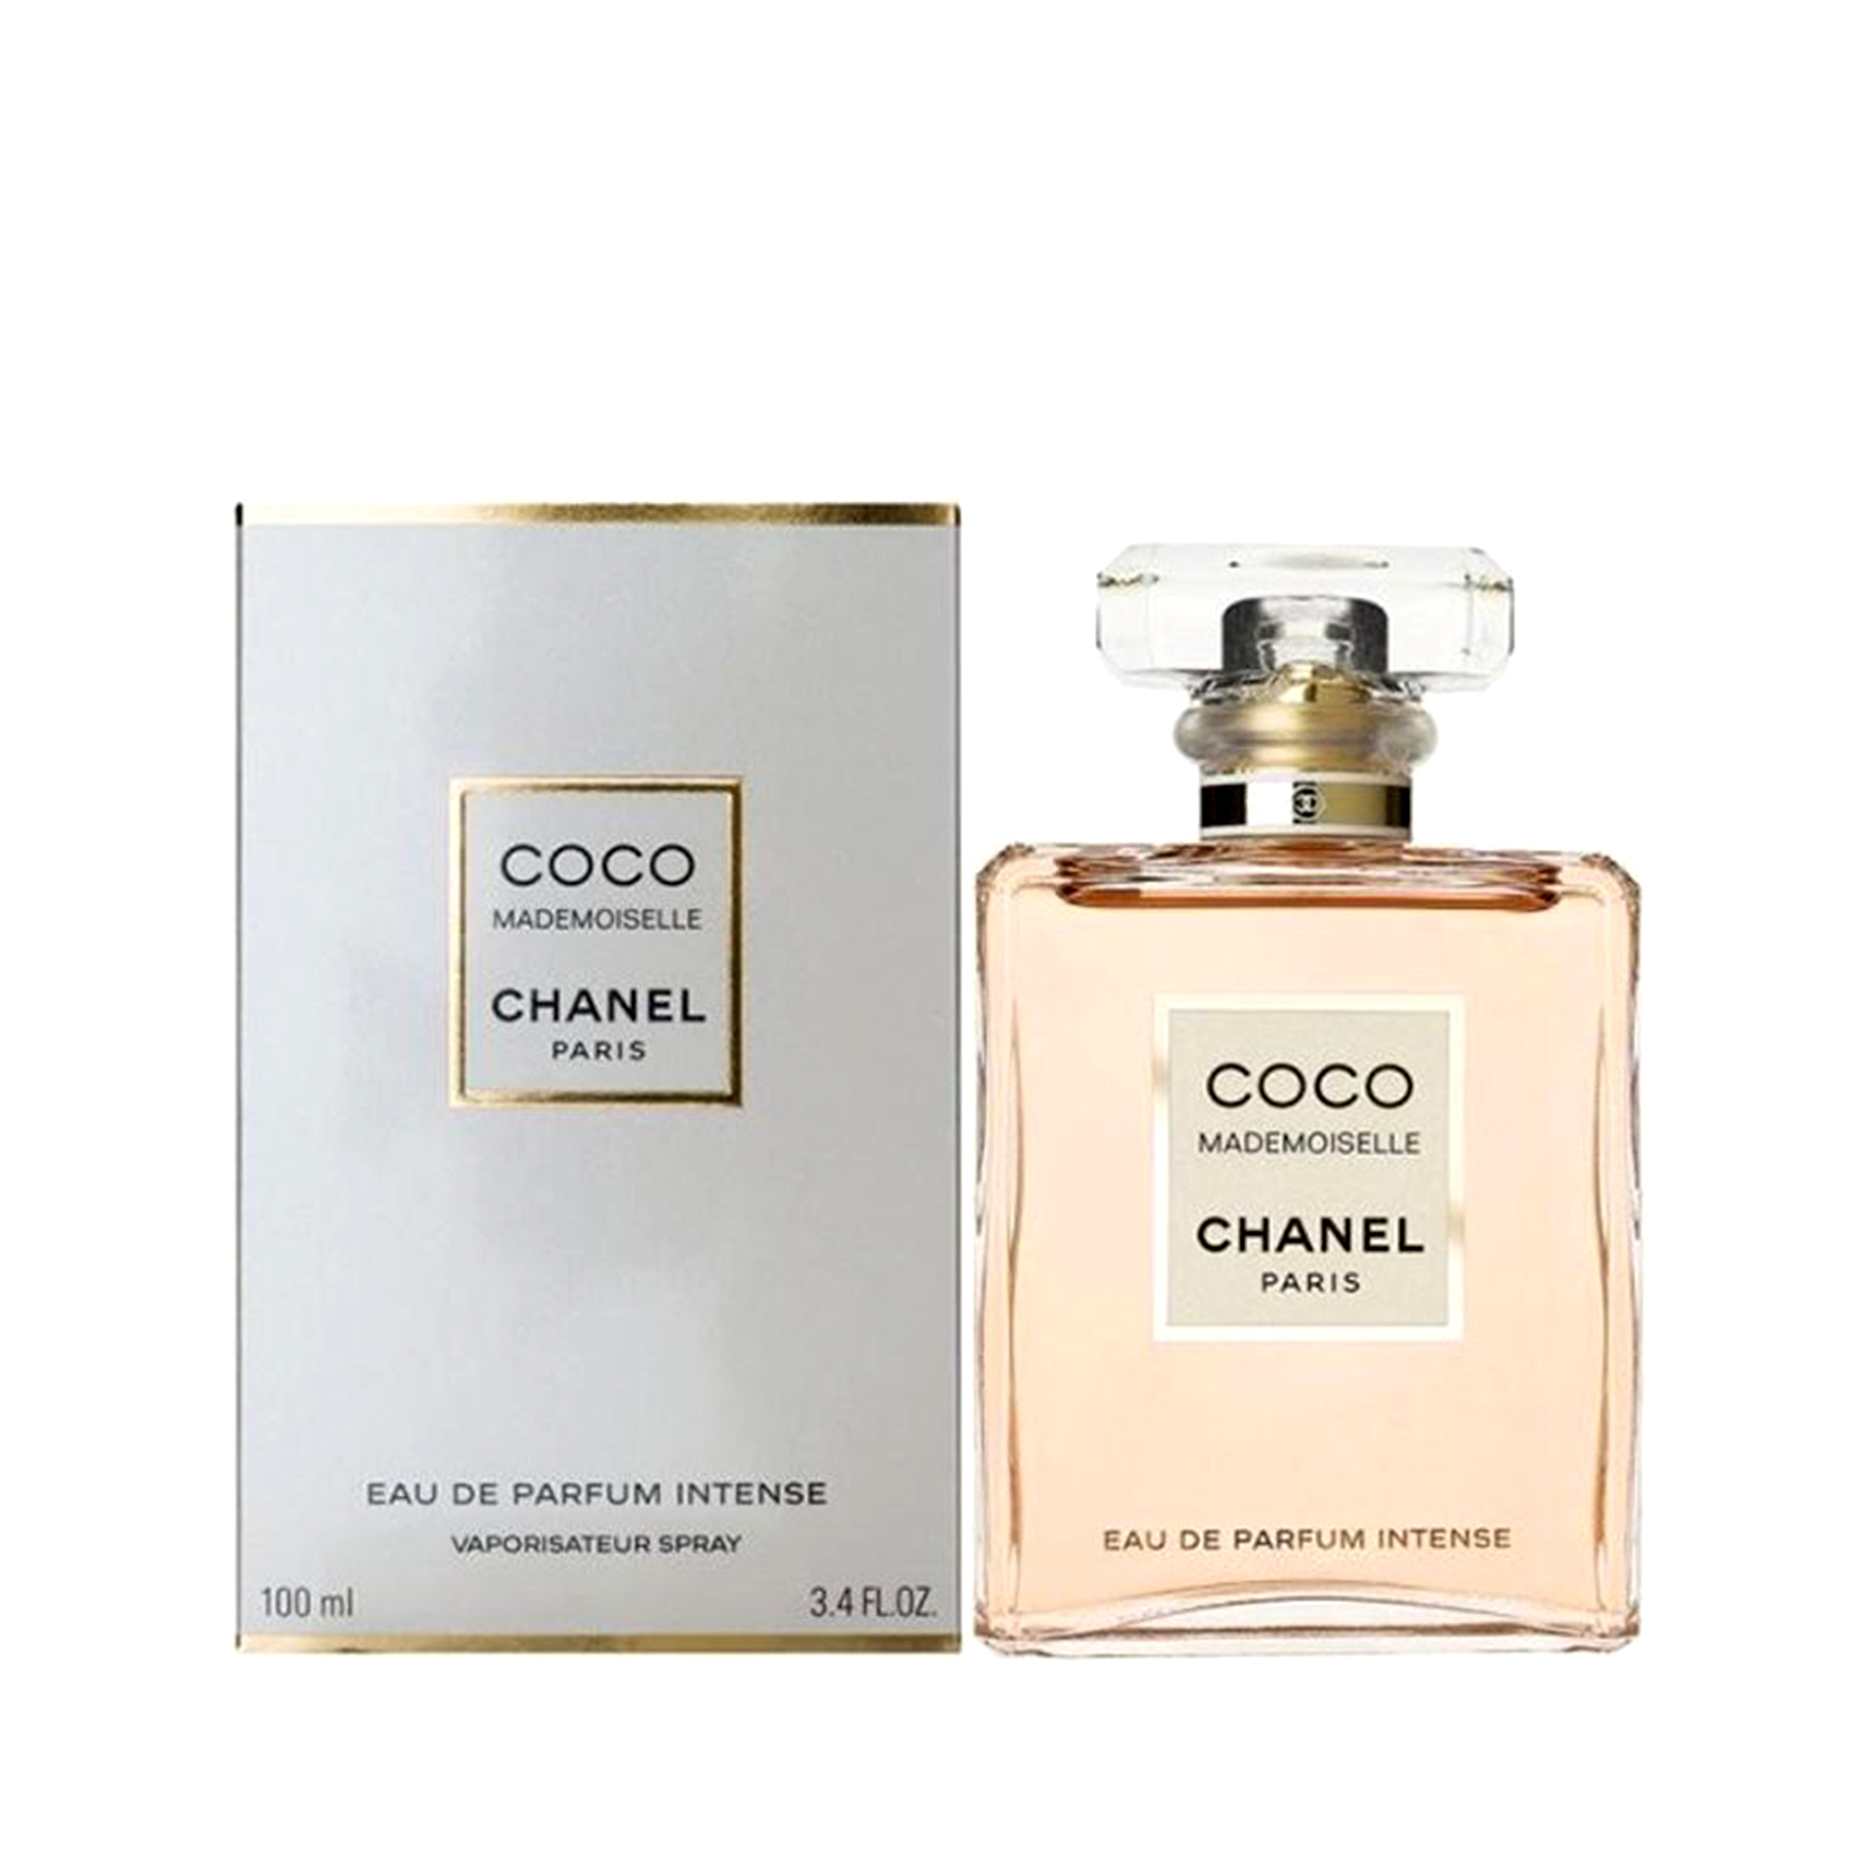 COCO
MADEMOISELLE
CHANEL
PARIS
EAU DE PARFUM INTENSE
VAPORISATEUR SPRAY
100 ml 3.4 FL.OZ.
COCO
MADEMOISELLE
CHANEL
PARIS
EAU DE PARFUM INTENSE